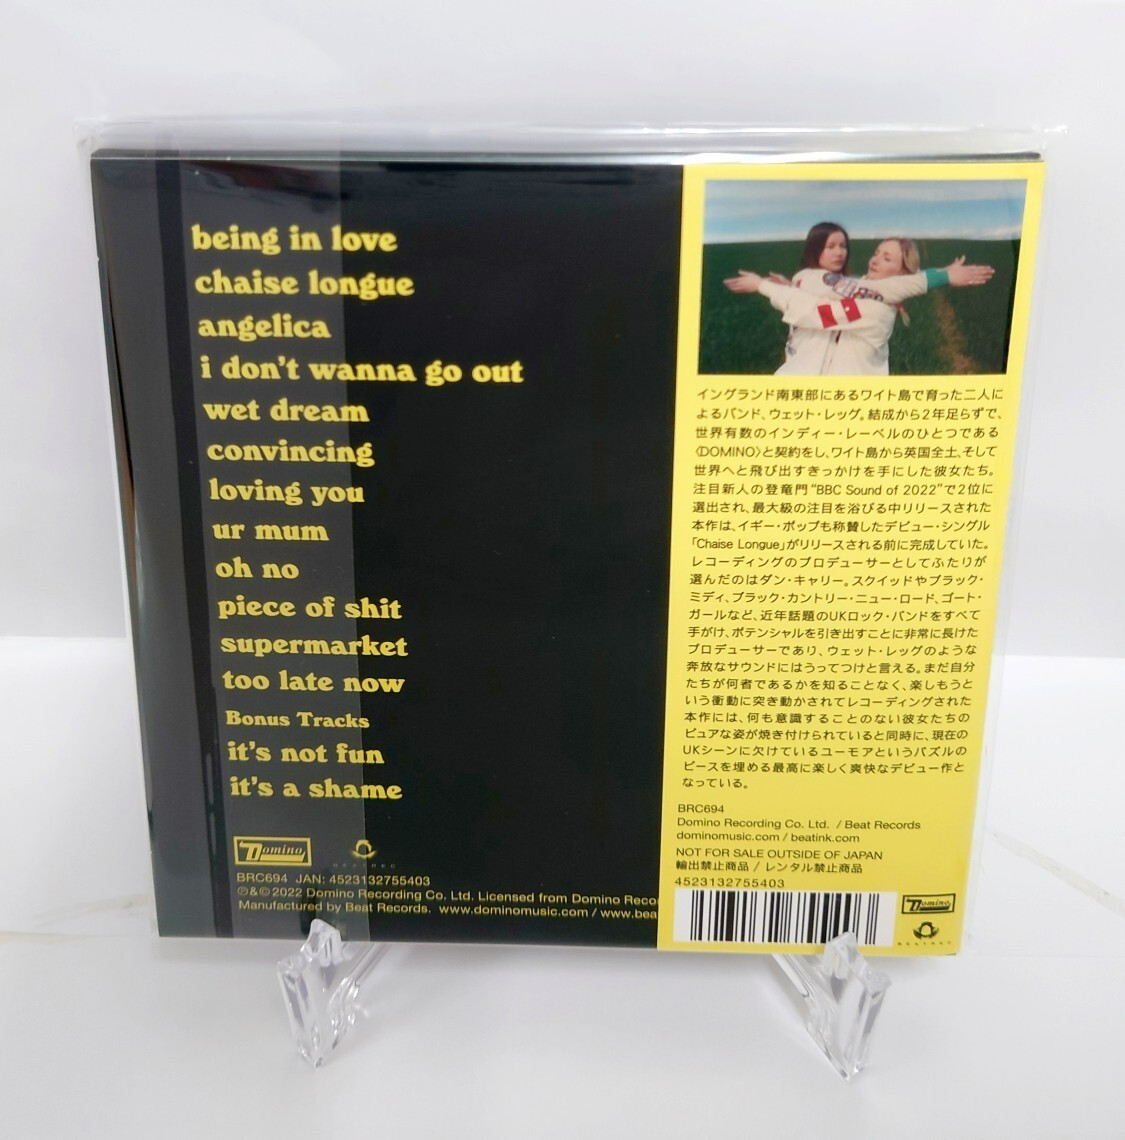 being in love
chaise longue
angelica
i don't wanna go out
wet dream
convincing
loving you
ur mum
oh no
piece of shit
supermarket
too late now
Bonus Tracks
it's not fun
it's a shame
Domino
BEATREC
BRC694 JAN: 4523132755403
℗&© 2022 Domino Recording Co. Ltd. Licensed from Domino Recor
Manufactured by Beat Records. www.dominomusic.com / www.bea
イングランド南東部にあるワイト島で育った二人に
よるバンド、ウェット・レッグ。結成から2年足らずで、
世界有数のインディー・レーベルのひとつである
〈DOMINO〉と契約をし、ワイト島から英国全土、そして
世界へと飛び出すきっかけを手にした彼女たち。
注目新人の登竜門“BBC Sound of 2022”で2位に
選出され、最大級の注目を浴びる中リリースされた
本作は、イギー・ポップも称賛したデビュー・シングル
「Chaise Longue」がリリースされる前に完成していた。
レコーディングのプロデューサーとしてふたりが
選んだのはダン・キャリー。スクイッドやブラック・
ミディ、ブラック・カントリー・ニュー・ロード、ゴート・
ガールなど、近年話題のUKロック・バンドをすべて
手がけ、ポテンシャルを引き出すことに非常に長けた
プロデューサーであり、ウェット・レッグのような
奔放なサウンドにはうってつけと言える。まだ自分
たちが何者であるかを知ることなく、楽しもうと
いう衝動に突き動かされてレコーディングされた
本作には、何も意識することのない彼女たちの
ピュアな姿が焼き付けられていると同時に、現在の
UKシーンに欠けているユーモアというパズルの
ピースを埋める最高に楽しく爽快なデビュー作と
なっている。
BRC694
Domino Recording Co. Ltd. / Beat Records
dominomusic.com / beatink.com
NOT FOR SALE OUTSIDE OF JAPAN
輸出禁止商品 / レンタル禁止商品
4523132755403
Domino
BEATREC